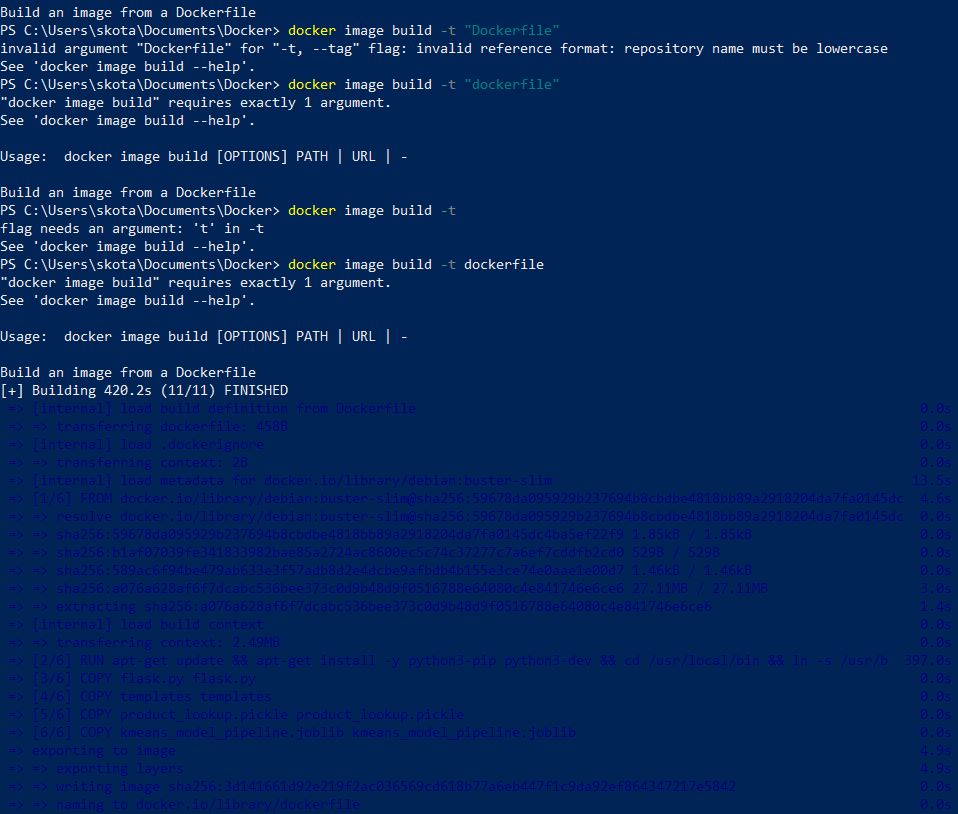 Build an image from a Dockerfile
PS C:\Users\skota\Documents\Docker> docker image build -t "Dockerfile"
invalid argument "Dockerfile" for "-t, --tag" flag: invalid reference format: repository name must be lowercase
See 'docker image build --help'.
PS C:\Users\skota\Documents\Docker> docker image build -t "dockerfile"
"docker image build" requires exactly 1 argument.
See 'docker image build --help'.
Usage:  docker image build [OPTIONS] PATH | URL | -
Build an image from a Dockerfile
PS C:\Users\skota\Documents\Docker> docker image build -t
flag needs an argument: 't' in -t
See 'docker image build --help'.
PS C:\Users\skota\Documents\Docker> docker image build -t dockerfile
"docker image build" requires exactly 1 argument.
See 'docker image build --help'.
Usage:  docker image build [OPTIONS] PATH | URL | -
Build an image from a Dockerfile
[+] Building 420.2s (11/11) FINISHED
=> [internal] load build definition from Dockerfile 0.0s
=> => transferring dockerfile: 458B 0.0s
=> [internal] load .dockerignore 0.0s
=> => transferring context: 2B 0.0s
=> [internal] load metadata for docker.io/library/debian:buster-slim 13.5s
=> [1/6] FROM docker.io/library/debian:buster-slim@sha256:59678da095929b237694b8cbdbe4818bb89a2918204da7fa0145dc 4.6s
=> => resolve docker.io/library/debian:buster-slim@sha256:59678da095929b237694b8cbdbe4818bb89a2918204da7fa0145dc 0.0s
=> => sha256:59678da095929b237694b8cbdbe4818bb89a2918204da7fa0145dc4ba5ef22f9 1.85kB / 1.85kB 0.0s
=> => sha256:b1af07039fe341833982bae85a2724ac8600ec5c74c37277c7a6ef7cddfb2cd0 529B / 529B 0.0s
=> => sha256:589ac6f94be479ab633e3f57adb8d2e4dcbe9afbdb4b155e3ce74e0aae1e00d7 1.46kB / 1.46kB 0.0s
=> => sha256:a076a628af6f7dcabc536bee373c0d9b48d9f0516788e64080c4e841746e6ce6 27.11MB / 27.11MB 3.0s
=> => extracting sha256:a076a628af6f7dcabc536bee373c0d9b48d9f0516788e64080c4e841746e6ce6 1.4s
=> [internal] load build context 0.0s
=> => transferring context: 2.49MB 0.0s
=> [2/6] RUN apt-get update && apt-get install -y python3-pip python3-dev && cd /usr/local/bin && ln -s /usr/b 397.0s
=> [3/6] COPY flask.py flask.py 0.0s
=> [4/6] COPY templates templates 0.0s
=> [5/6] COPY product_lookup.pickle product_lookup.pickle 0.0s
=> [6/6] COPY kmeans_model_pipeline.joblib kmeans_model_pipeline.joblib 0.0s
=> exporting to image 4.9s
=> => exporting layers 4.9s
=> => writing image sha256:3d141661d92e219f2ac036569cd618b77a6eb447f1c9da92ef864347217e5842 0.0s
=> => naming to docker.io/library/dockerfile 0.0s